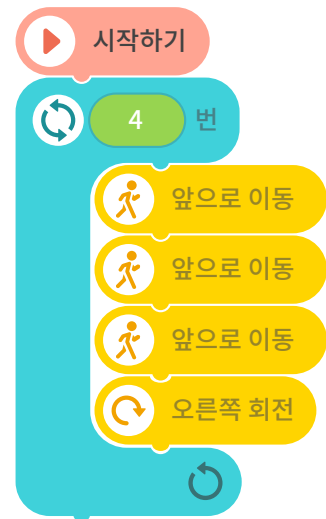 시작하기
4 번
앞으로 이동
앞으로 이동
앞으로 이동
오른쪽 회전